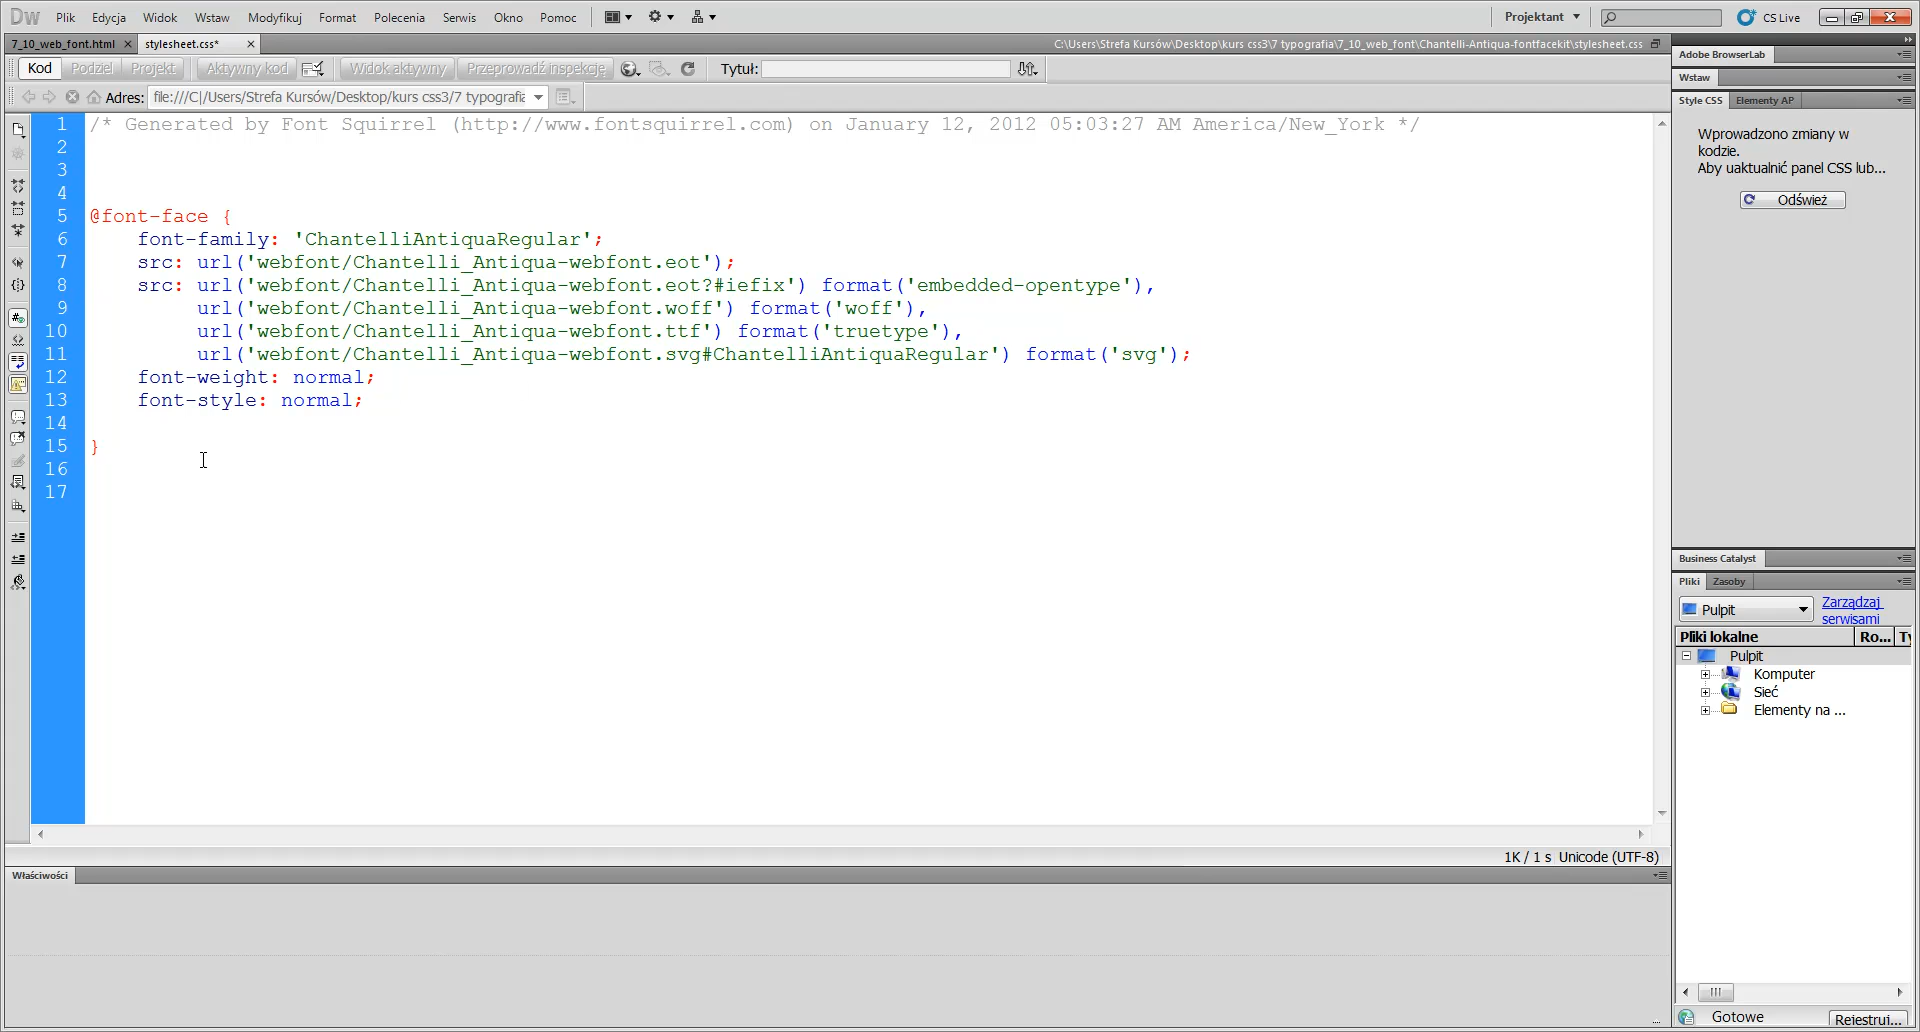 Dw Plik Edycja Widok Wstaw Modyfikuj Format Polecenia Serwis Okno Pomoc Projektant CS Live
7_10_web_font.html stylesheet.css* C:\Users\Strefa Kursów\Desktop\kurs css3\7 typografia\7_10_web_font\Chantelli-Antiqua-fontfacekit\stylesheet.css
Kod Podziel Projekt Aktywny kod Widok aktywny Przeprowadź inspekcję Tytuł:
Adres: file:///C|/Users/Strefa Kursów/Desktop/kurs css3/7 typografia
1 /* Generated by Font Squirrel (http://www.fontsquirrel.com) on January 12, 2012 05:03:27 AM America/New_York */
2
3
4
5 @font-face {
6 font-family: 'ChantelliAntiquaRegular';
7 src: url('webfont/Chantelli_Antiqua-webfont.eot');
8 src: url('webfont/Chantelli_Antiqua-webfont.eot?#iefix') format('embedded-opentype'),
9 url('webfont/Chantelli_Antiqua-webfont.woff') format('woff'),
10 url('webfont/Chantelli_Antiqua-webfont.ttf') format('truetype'),
11 url('webfont/Chantelli_Antiqua-webfont.svg#ChantelliAntiquaRegular') format('svg');
12 font-weight: normal;
13 font-style: normal;
14
15 }
16
17
1K / 1 s Unicode (UTF-8)
Właściwości
Adobe BrowserLab
Wstaw
Style CSS Elementy AP
Wprowadzono zmiany w
kodzie.
Aby uaktualnić panel CSS lub...
Odśwież
Business Catalyst
Pliki Zasoby
Pulpit Zarządzaj
serwisami
Pliki lokalne Ro... Ty
Pulpit
Komputer
Sieć
Elementy na ...
Gotowe Rejestruj...